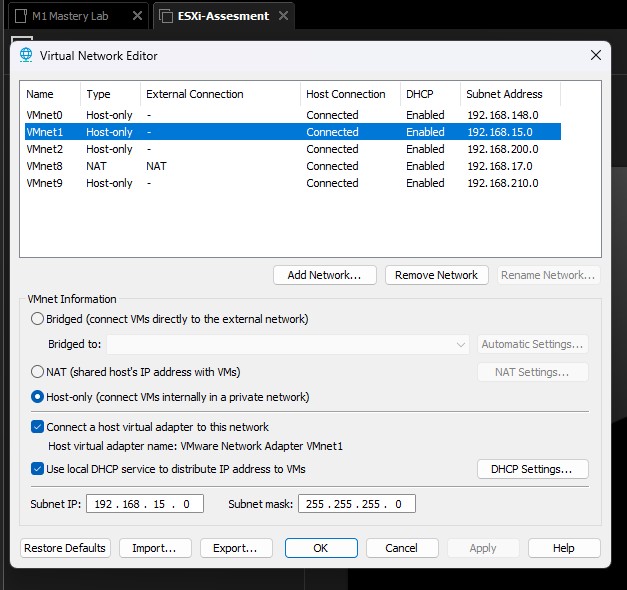 M1 Mastery Lab ESXi-Assesment
Virtual Network Editor
Name Type External Connection Host Connection DHCP Subnet Address
VMnet0 Host-only - Connected Enabled 192.168.148.0
VMnet1 Host-only - Connected Enabled 192.168.15.0
VMnet2 Host-only - Connected Enabled 192.168.200.0
VMnet8 NAT NAT Connected Enabled 192.168.17.0
VMnet9 Host-only - Connected Enabled 192.168.210.0
Add Network... Remove Network Rename Network...
VMnet Information
Bridged (connect VMs directly to the external network)
Bridged to: Automatic Settings...
NAT (shared host's IP address with VMs) NAT Settings...
Host-only (connect VMs internally in a private network)
Connect a host virtual adapter to this network
Host virtual adapter name: VMware Network Adapter VMnet1
Use local DHCP service to distribute IP address to VMs DHCP Settings...
Subnet IP: 192 . 168 . 15 . 0 Subnet mask: 255 . 255 . 255 . 0
Restore Defaults Import... Export... OK Cancel Apply Help